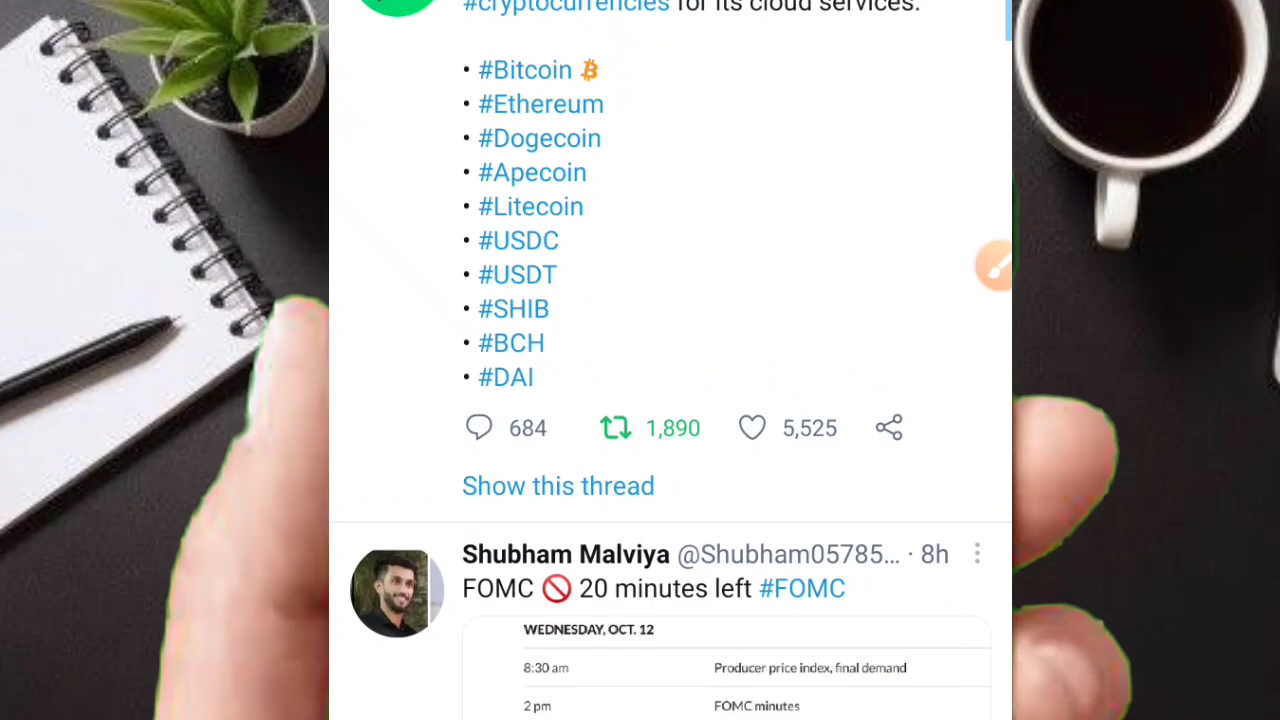 #cryptocurrencies for its cloud services.
• #Bitcoin
• #Ethereum
• #Dogecoin
• #Apecoin
• #Litecoin
• #USDC
• #USDT
• #SHIB
• #BCH
• #DAI
684 1,890 5,525
Show this thread
Shubham Malviya @Shubham05785... · 8h
FOMC 🚫 20 minutes left #FOMC
WEDNESDAY, OCT. 12
8:30 am Producer price index, final demand
2 pm FOMC minutes